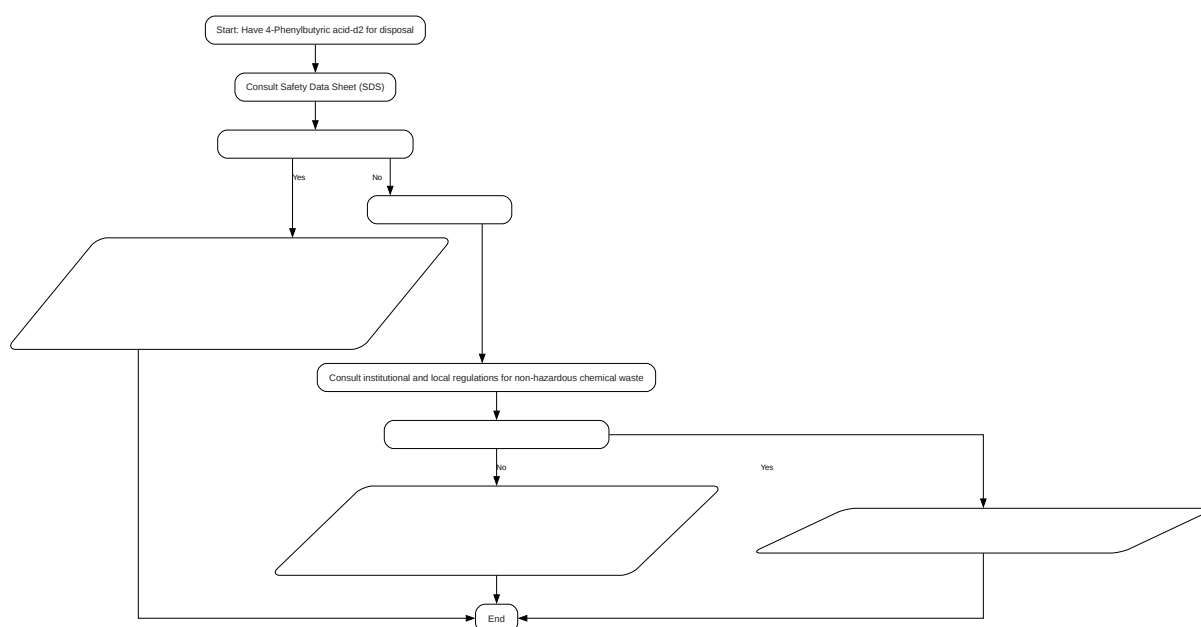 Start: Have 4-Phenylbutyric acid-d2 for disposal
Consult Safety Data Sheet (SDS)
Yes
No
Consult institutional and local regulations for non-hazardous chemical waste
No
Yes
End